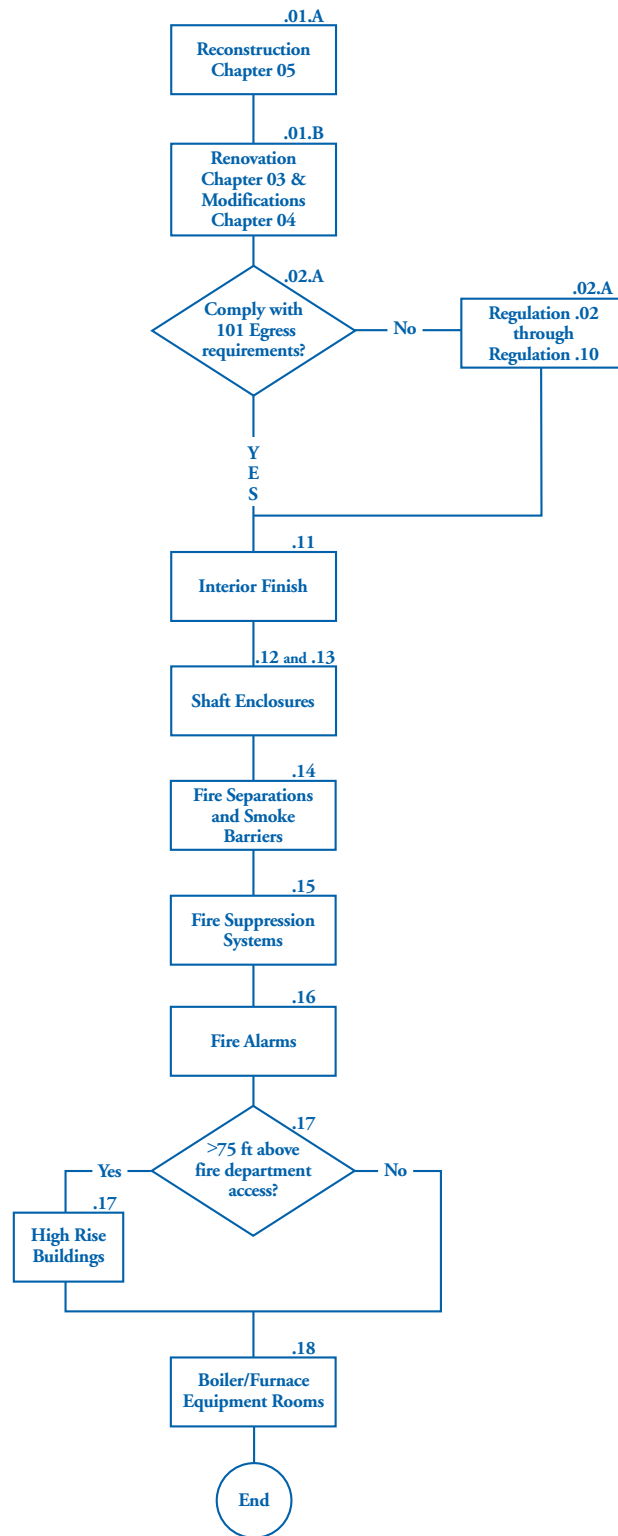 .01.A
Reconstruction
Chapter 05
.01.B
Renovation
Chapter 03 &
Modifications
Chapter 04
.02.A
Comply with
101 Egress
requirements?
No
.02.A
Regulation .02
through
Regulation .10
Y
E
S
.11
Interior Finish
.12 and .13
Shaft Enclosures
.14
Fire Separations
and Smoke
Barriers
.15
Fire Suppression
Systems
.16
Fire Alarms
.17
>75 ft above
fire department
access?
Yes
No
.17
High Rise
Buildings
.18
Boiler/Furnace
Equipment Rooms
End